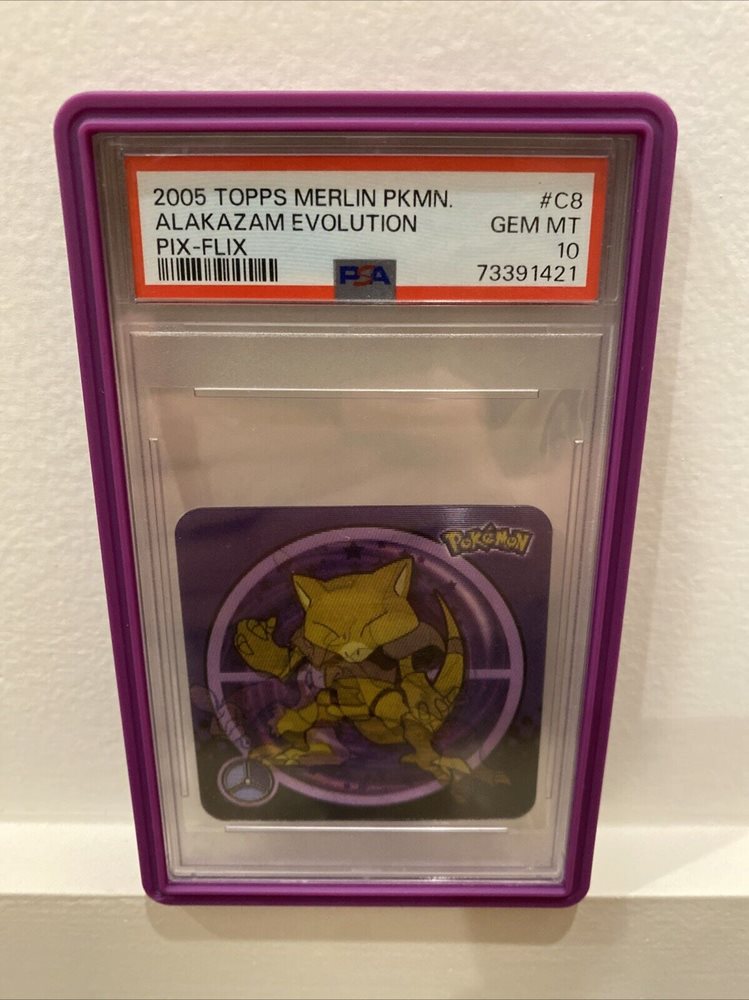 2005 TOPPS MERLIN PKMN. #C8
ALAKAZAM EVOLUTION GEM MT
PIX-FLIX 10
PSA 73391421
POKéMON